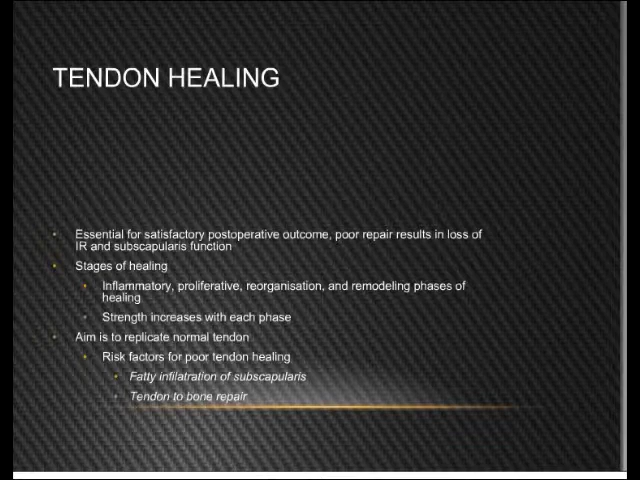 TENDON HEALING
Essential for satisfactory postoperative outcome, poor repair results in loss of
IR and subscapularis function
Stages of healing
Inflammatory, proliferative, reorganisation, and remodeling phases of
healing
Strength increases with each phase
Aim is to replicate normal tendon
Risk factors for poor tendon healing
Fatty infilatration of subscapularis
Tendon to bone repair